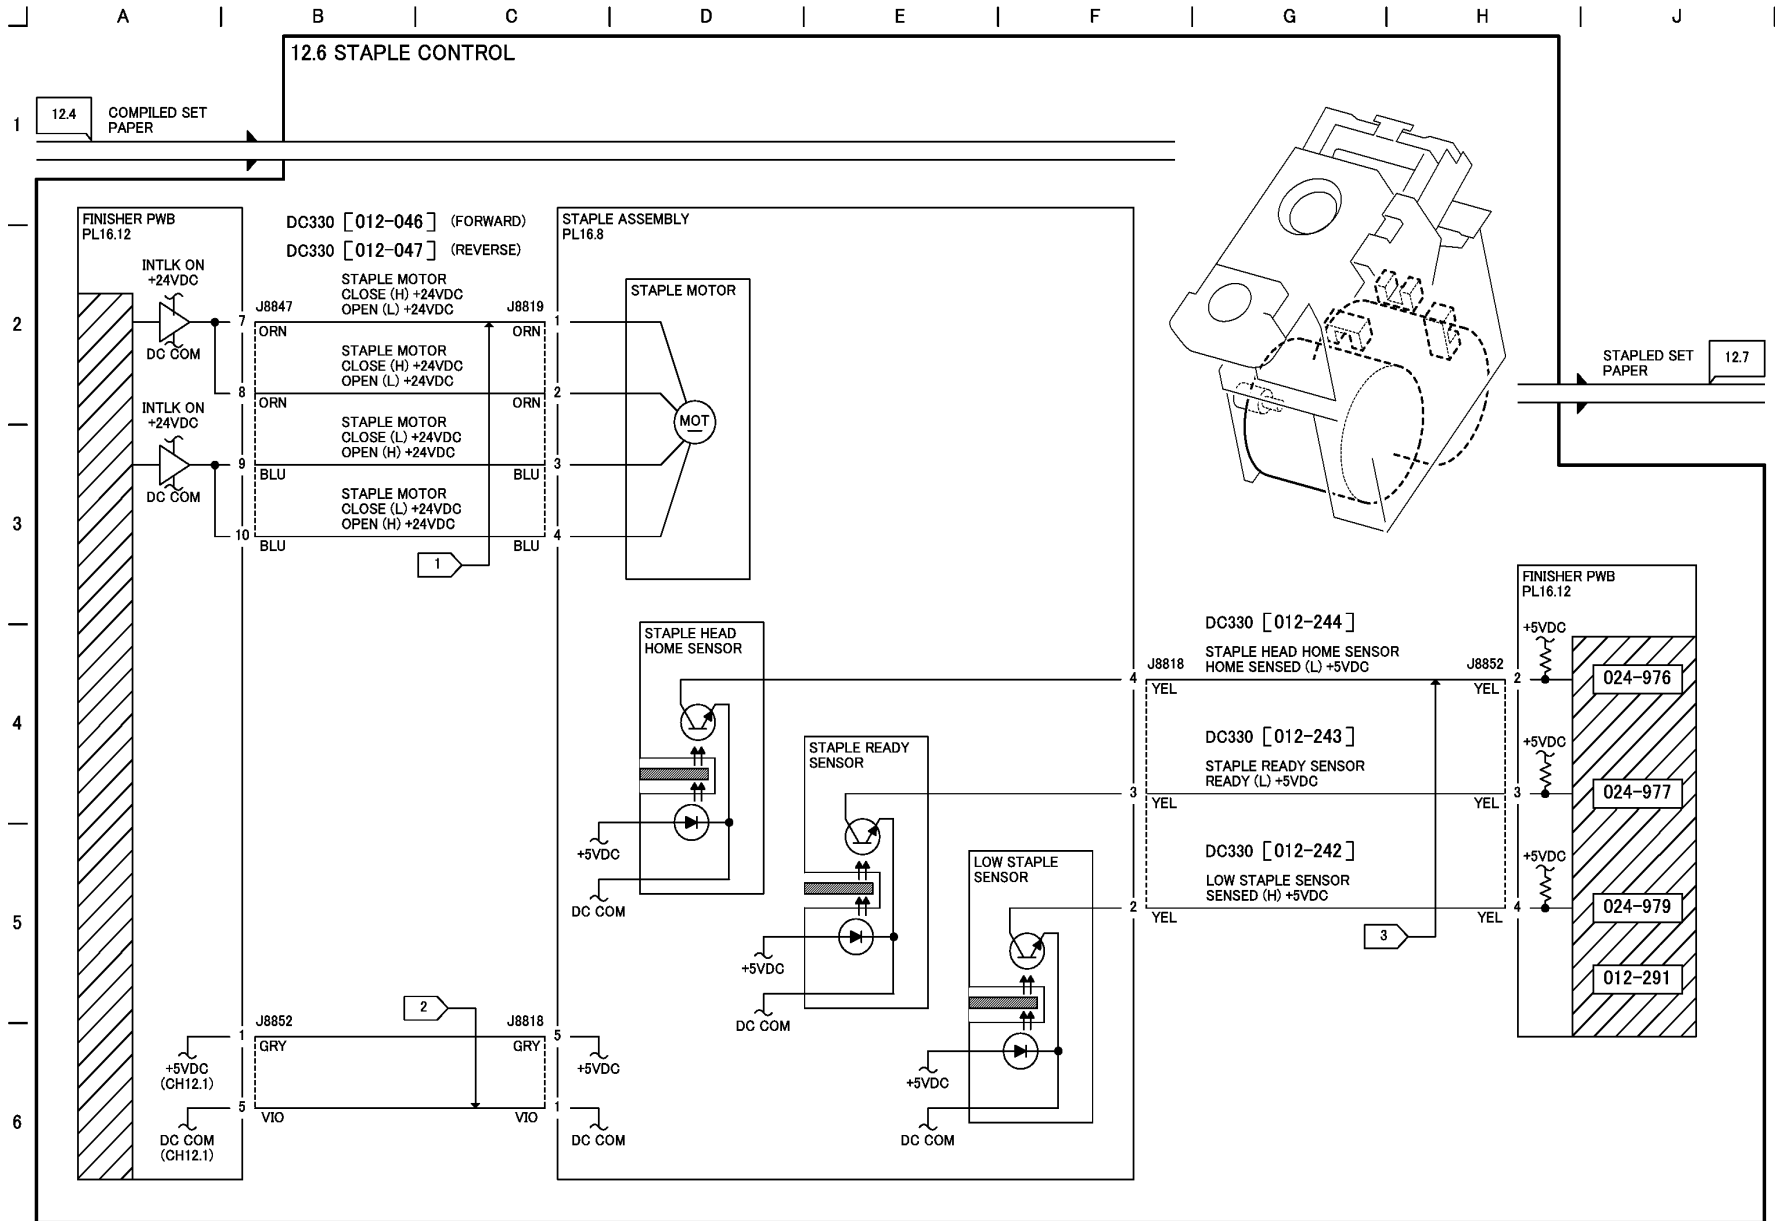 A B C D E F G H J
12.6 STAPLE CONTROL
1
12.4
COMPILED SET
PAPER
FINISHER PWB
PL16.12
DC330 [012-046] (FORWARD)
DC330 [012-047] (REVERSE)
STAPLE ASSEMBLY
PL16.8
INTLK ON
+24VDC
DC COM
2
J8847
STAPLE MOTOR
CLOSE (H) +24VDC
OPEN (L) +24VDC
J8819
7 ORN ORN 1
STAPLE MOTOR
CLOSE (H) +24VDC
OPEN (L) +24VDC
8 ORN ORN 2
INTLK ON
+24VDC
DC COM
STAPLE MOTOR
CLOSE (L) +24VDC
OPEN (H) +24VDC
9 BLU BLU 3
3
STAPLE MOTOR
CLOSE (L) +24VDC
OPEN (H) +24VDC
10 BLU BLU 4
1
STAPLE MOTOR
MOT
STAPLED SET
PAPER
12.7
FINISHER PWB
PL16.12
STAPLE HEAD
HOME SENSOR
+5VDC
DC COM
4
DC330 [012-244]
STAPLE HEAD HOME SENSOR
HOME SENSED (L) +5VDC
J8818
J8852
4 YEL YEL 2
+5VDC
024-976
STAPLE READY
SENSOR
+5VDC
DC COM
DC330 [012-243]
STAPLE READY SENSOR
READY (L) +5VDC
3 YEL YEL 3
+5VDC
024-977
5
LOW STAPLE
SENSOR
+5VDC
DC COM
DC330 [012-242]
LOW STAPLE SENSOR
SENSED (H) +5VDC
2 YEL YEL 4
+5VDC
024-979
3
012-291
2
J8852
J8818
1 GRY GRY 5
+5VDC
(CH12.1)
+5VDC
6
5 VIO VIO 1
DC COM
(CH12.1)
DC COM